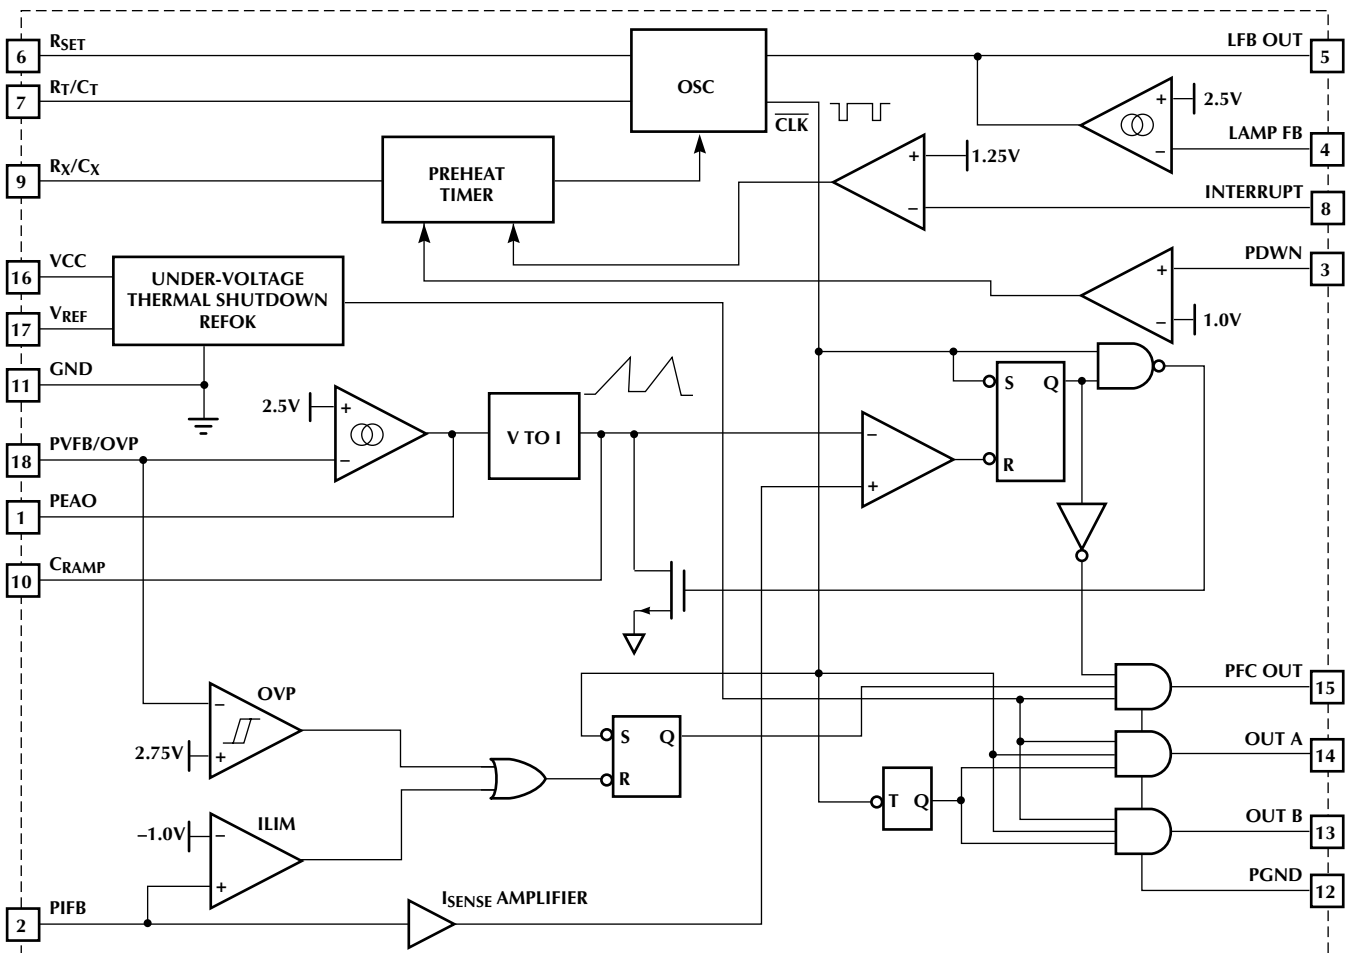 6 RSET OSC LFB OUT 5
7 RT/CT CLK
+ 2.5V
− LAMP FB 4
9 RX/CX PREHEAT
TIMER
+ 1.25V
− INTERRUPT 8
16 VCC UNDER-VOLTAGE
THERMAL SHUTDOWN
REFOK
+ PDWN 3
17 VREF
− 1.0V
11 GND
2.5V +
V TO I
S Q
R
18 PVFB/OVP −
−
+
1 PEAO
10 CRAMP
PFC OUT 15
OVP
−
2.75V +
S Q
R
OUT A 14
T Q
ILIM
−1.0V −
+
OUT B 13
PGND 12
2 PIFB ISENSE AMPLIFIER